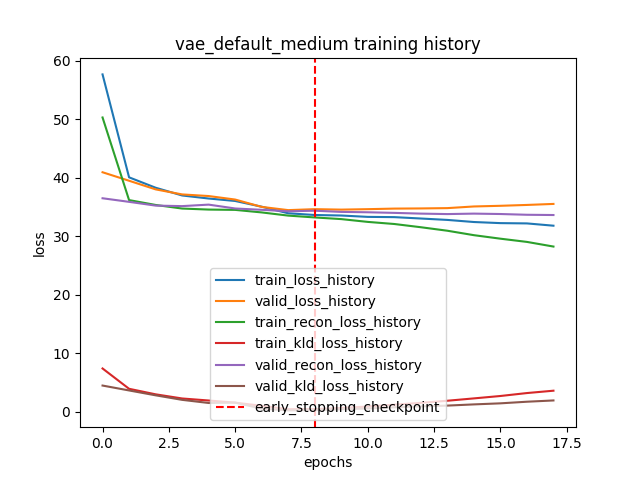 vae_default_medium training history
60
50
40
30
20
10
0
loss
train_loss_history
valid_loss_history
train_recon_loss_history
train_kld_loss_history
valid_recon_loss_history
valid_kld_loss_history
early_stopping_checkpoint
0.0 2.5 5.0 7.5 10.0 12.5 15.0 17.5
epochs